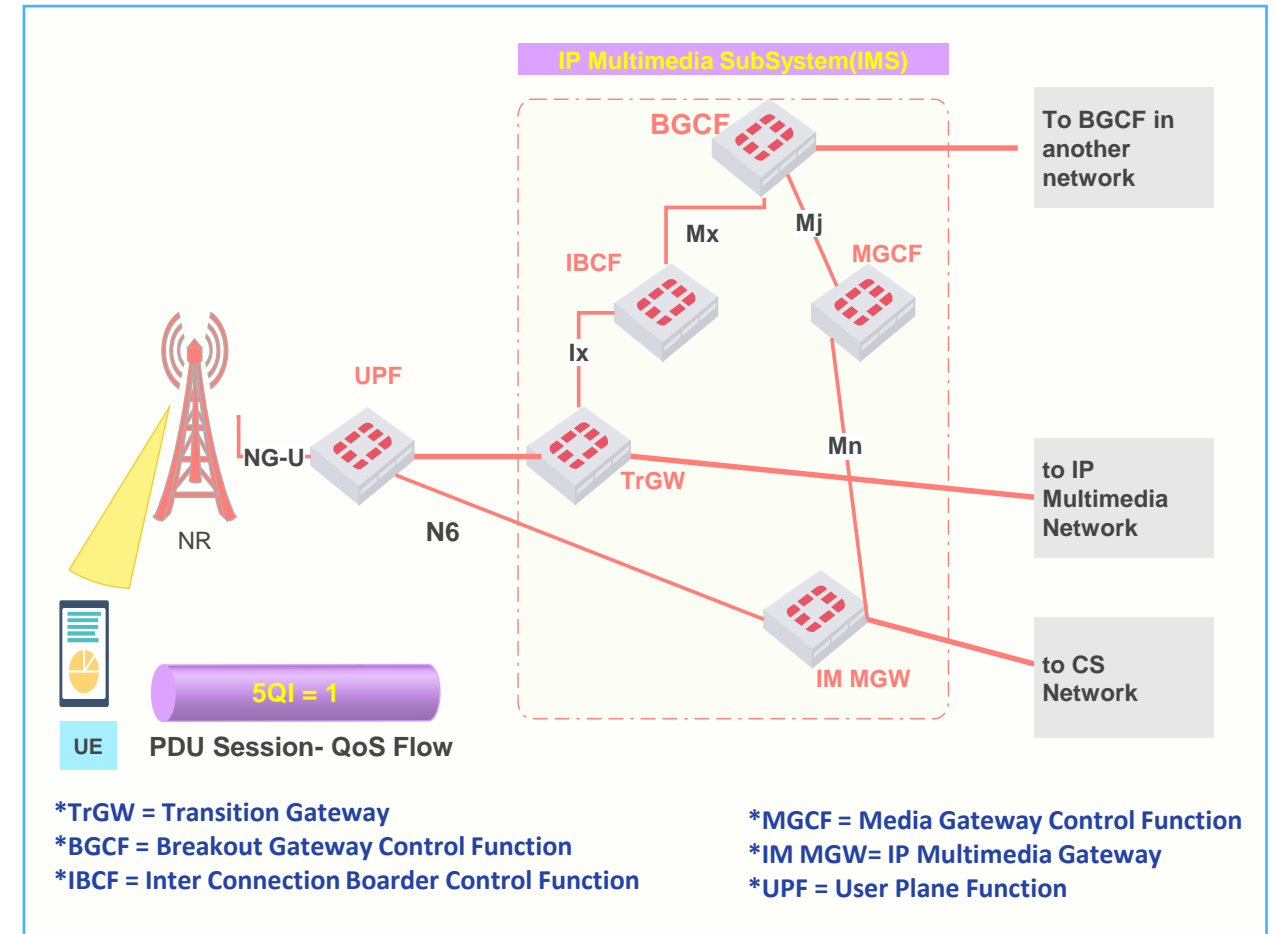 IP Multimedia SubSystem(IMS)
BGCF
To BGCF in
another
network
Mx
Mj
IBCF
MGCF
Ix
UPF
NG-U
TrGW
Mn
to IP
Multimedia
Network
NR
N6
IM MGW
to CS
Network
5QI = 1
UE
PDU Session- QoS Flow
*TrGW = Transition Gateway
*BGCF = Breakout Gateway Control Function
*IBCF = Inter Connection Boarder Control Function
*MGCF = Media Gateway Control Function
*IM MGW= IP Multimedia Gateway
*UPF = User Plane Function